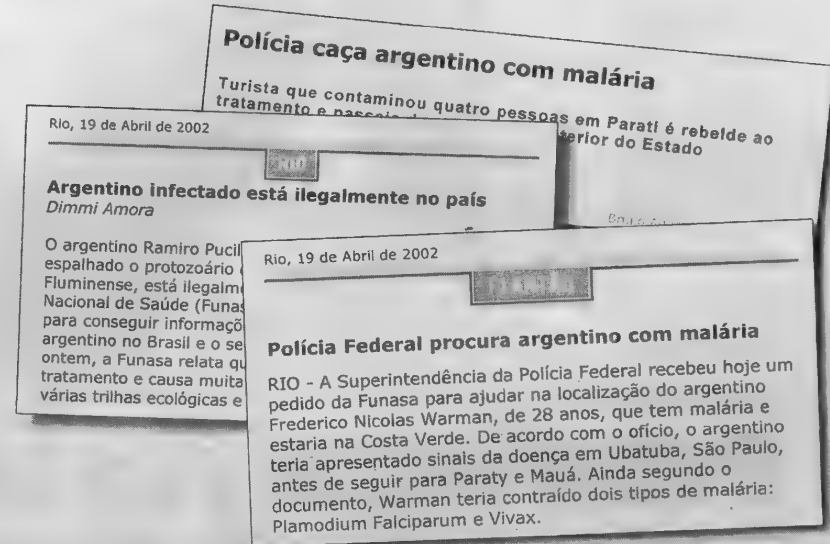 Polícia caça argentino com malária
Turista que contaminou quatro pessoas em Parati é rebelde ao
tratamento e
terior do Estado
Rio, 19 de Abril de 2002
RIO
Argentino infectado está ilegalmente no país
Dimmi Amora
O argentino Ramiro Pucil
espalhado o protozoário
Fluminense, está ilegalm
Nacional de Saúde (Funas
para conseguir informaçõ
argentino no Brasil e o se
ontem, a Funasa relata qu
tratamento e causa muita
várias trilhas ecológicas e
Rio, 19 de Abril de 2002
Polícia Federal procura argentino com malária
RIO - A Superintendência da Polícia Federal recebeu hoje um
pedido da Funasa para ajudar na localização do argentino
Frederico Nicolas Warman, de 28 anos, que tem malária e
estaria na Costa Verde. De acordo com o ofício, o argentino
teria apresentado sinais da doença em Ubatuba, São Paulo,
antes de seguir para Paraty e Mauá. Ainda segundo o
documento, Warman teria contraído dois tipos de malária:
Plamodium Falciparum e Vivax.